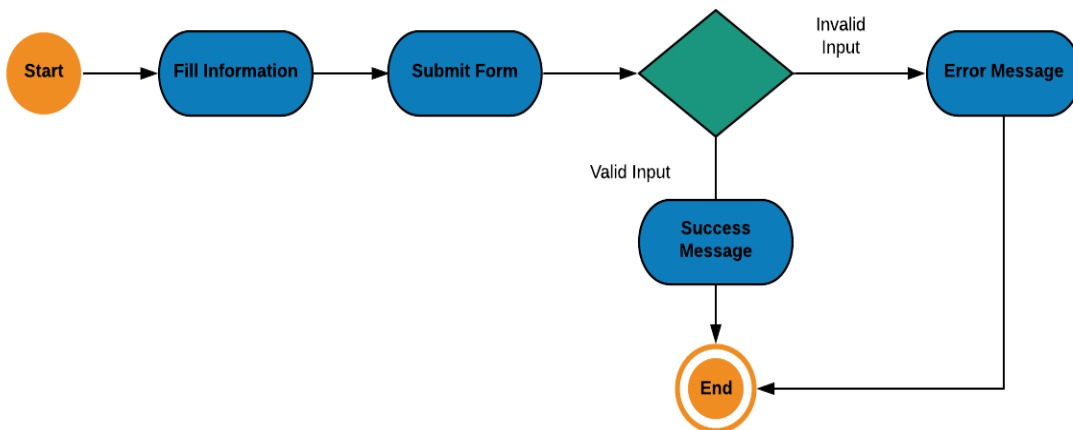 Start
Fill Information
Submit Form
Invalid
Input
Error Message
Valid Input
Success
Message
End